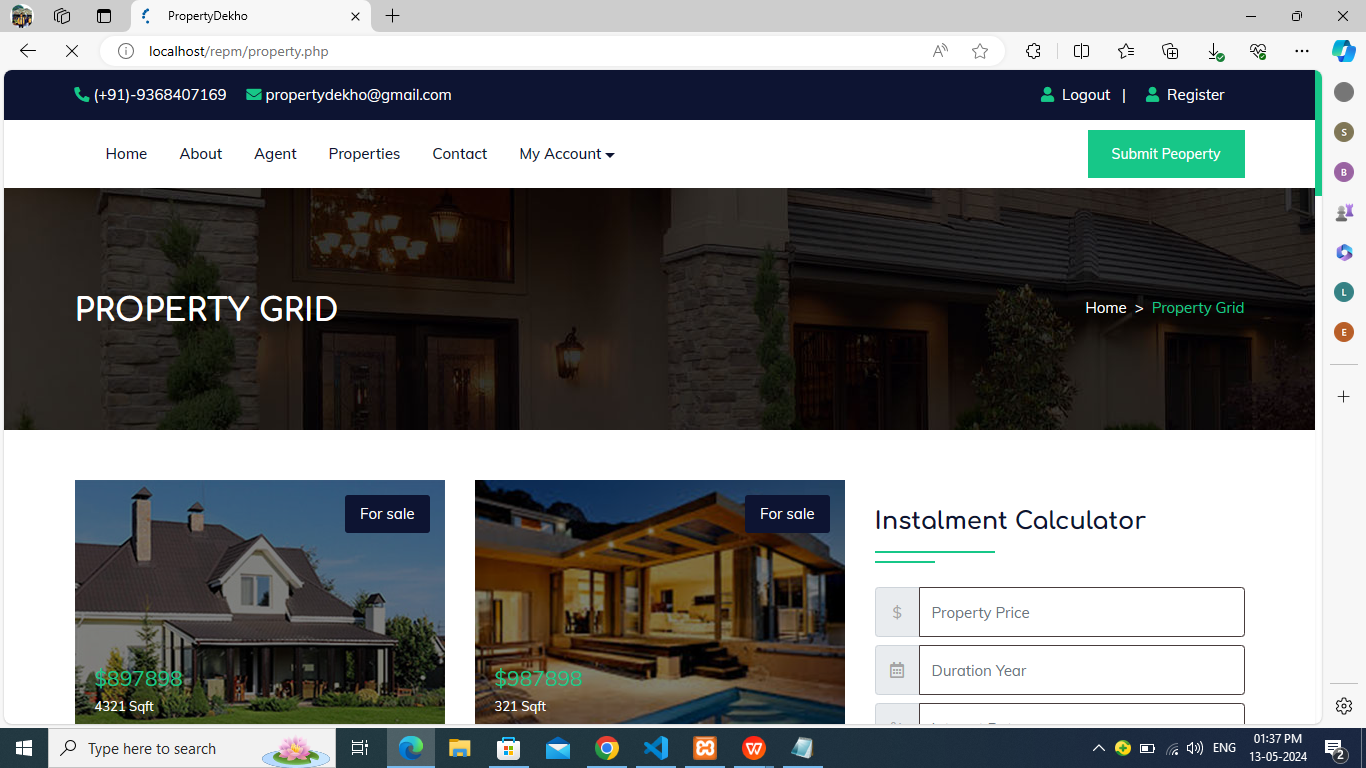 PropertyDekho
localhost/repm/property.php
(+91)-9368407169 propertydekho@gmail.com Logout | Register
Home About Agent Properties Contact My Account Submit Peoperty
PROPERTY GRID
Home > Property Grid
For sale
For sale
Instalment Calculator
$ Property Price
Duration Year
$897898
4321 Sqft
$987898
321 Sqft
S
B
L
E
Type here to search
ENG
01:37 PM
13-05-2024
2